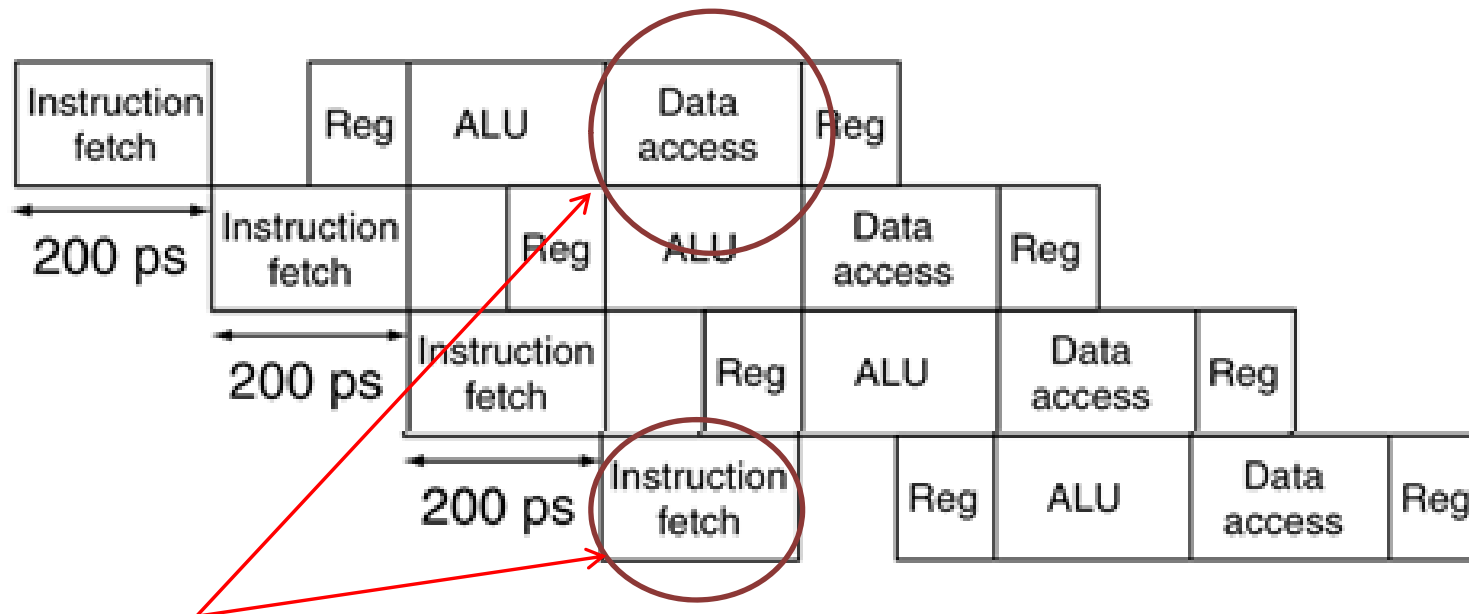 Instruction
fetch
Reg
ALU
Data
access
Reg
200 ps
Instruction
fetch
Reg
ALU
Data
access
Reg
200 ps
Instruction
fetch
Reg
ALU
Data
access
Reg
200 ps
Instruction
fetch
Reg
ALU
Data
access
Reg